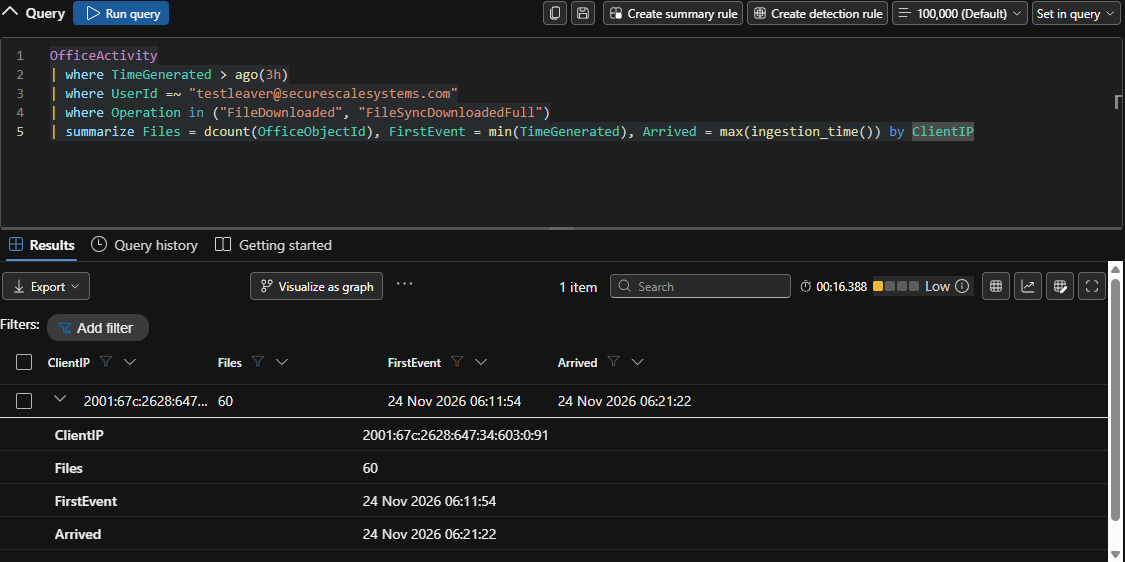 Query Run query Create summary rule Create detection rule 100,000 (Default) Set in query
1 OfficeActivity
2 | where TimeGenerated > ago(3h)
3 | where UserId =~ "testleaver@securescalesystems.com"
4 | where Operation in ("FileDownloaded", "FileSyncDownloadedFull")
5 | summarize Files = dcount(OfficeObjectId), FirstEvent = min(TimeGenerated), Arrived = max(ingestion_time()) by ClientIP
Results Query history Getting started
Export Visualize as graph ... 1 item Search 00:16.388 Low
Filters: Add filter
ClientIP Files FirstEvent Arrived
2001:67c:2628:647... 60 24 Nov 2026 06:11:54 24 Nov 2026 06:21:22
ClientIP 2001:67c:2628:647:34:603:0:91
Files 60
FirstEvent 24 Nov 2026 06:11:54
Arrived 24 Nov 2026 06:21:22